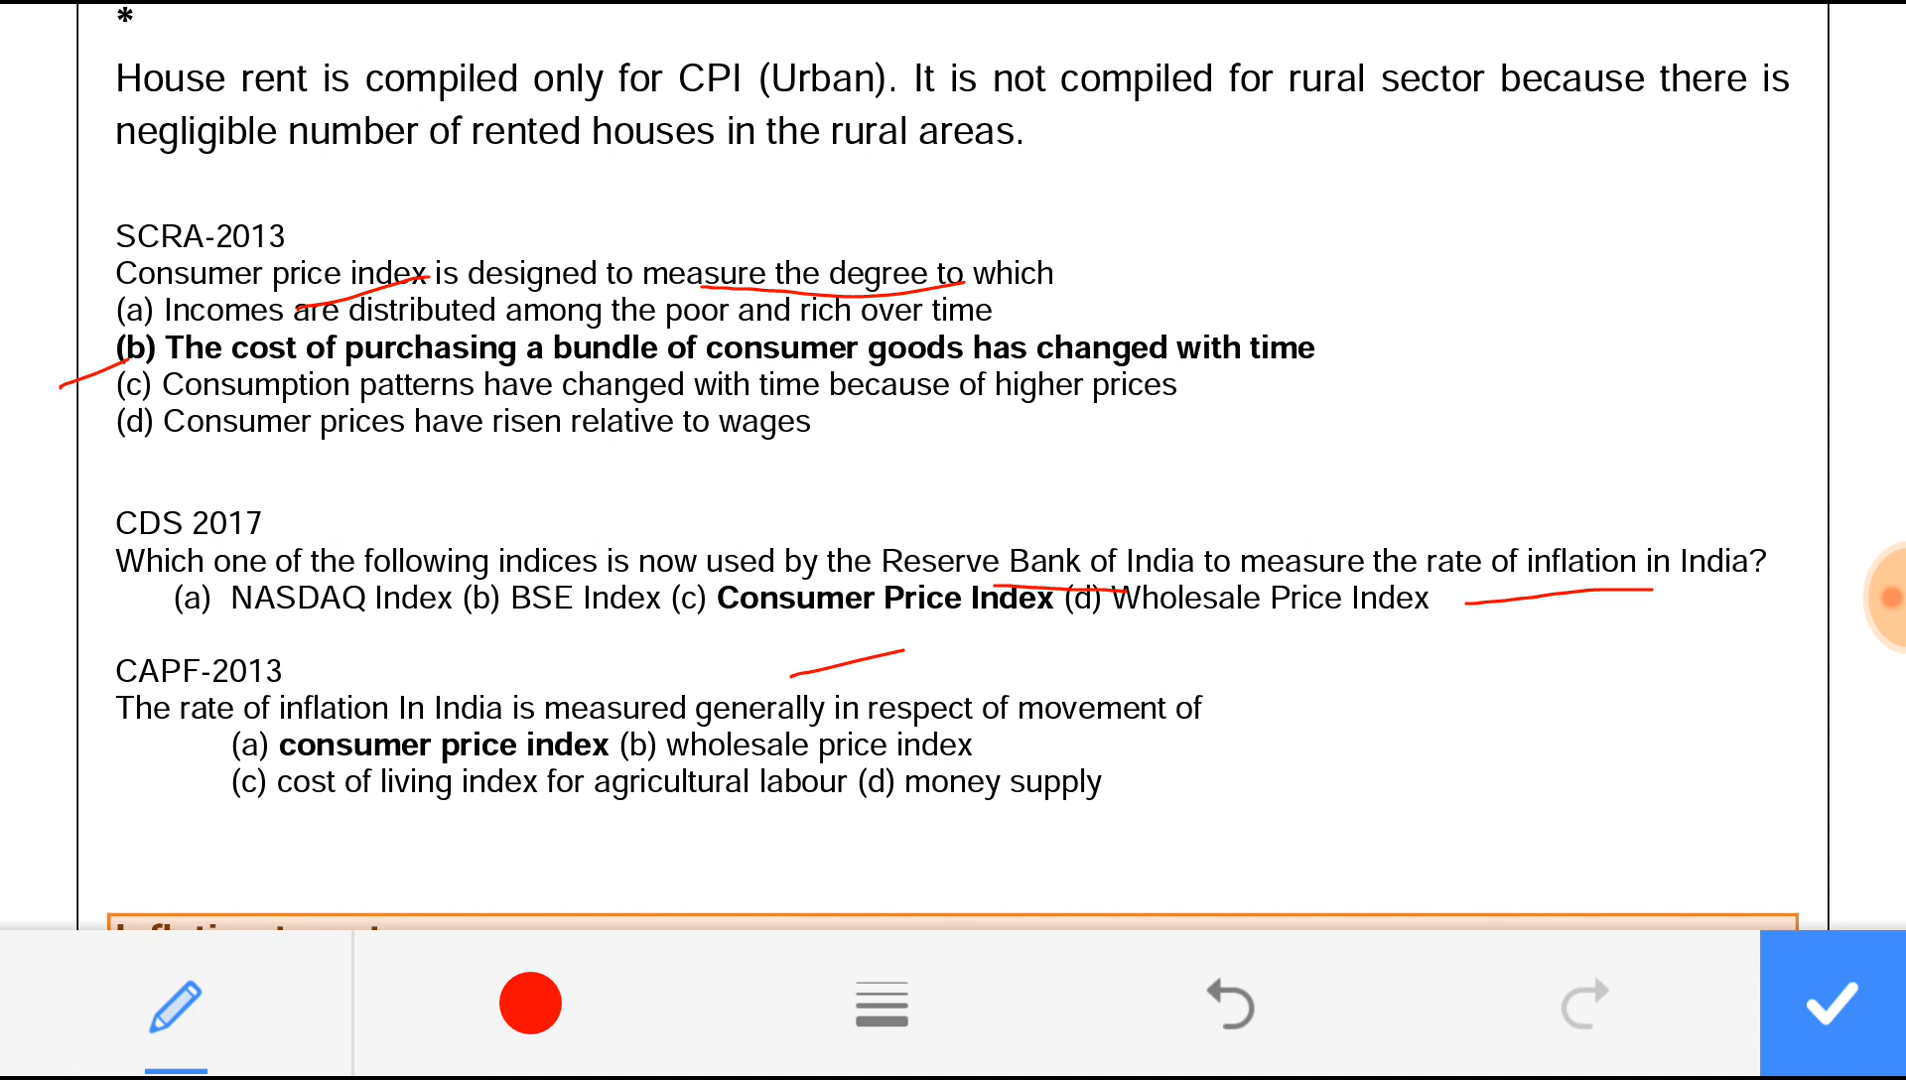 *
House rent is compiled only for CPI (Urban). It is not compiled for rural sector because there is
negligible number of rented houses in the rural areas.
SCRA-2013
Consumer price index is designed to measure the degree to which
(a) Incomes are distributed among the poor and rich over time
(b) The cost of purchasing a bundle of consumer goods has changed with time
(c) Consumption patterns have changed with time because of higher prices
(d) Consumer prices have risen relative to wages
CDS 2017
Which one of the following indices is now used by the Reserve Bank of India to measure the rate of inflation in India?
(a) NASDAQ Index (b) BSE Index (c) Consumer Price Index (d) Wholesale Price Index
CAPF-2013
The rate of inflation In India is measured generally in respect of movement of
(a) consumer price index (b) wholesale price index
(c) cost of living index for agricultural labour (d) money supply